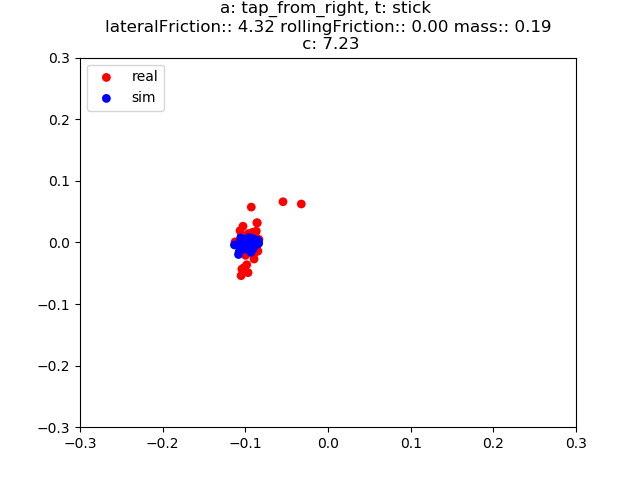 a: tap_from_right, t: stick
lateralFriction:: 4.32 rollingFriction:: 0.00 mass:: 0.19
c: 7.23
real
sim
0.3
0.2
0.1
0.0
−0.1
−0.2
−0.3
−0.3 −0.2 −0.1 0.0 0.1 0.2 0.3